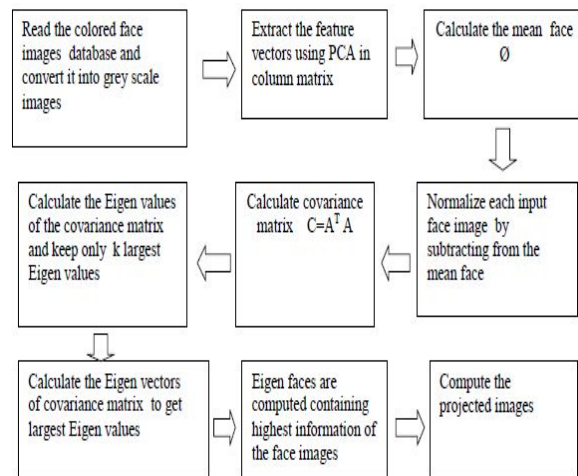 Read the colored face
images database and
convert it into grey scale
images
Extract the feature
vectors using PCA in
column matrix
Calculate the mean face
Ø
Normalize each input
face image by
subtracting from the
mean face
Calculate covariance
matrix C=Aᵀ A
Calculate the Eigen values
of the covariance matrix
and keep only k largest
Eigen values
Calculate the Eigen vectors
of covariance matrix to get
largest Eigen values
Eigen faces are
computed containing
highest information of
the face images
Compute the
projected images